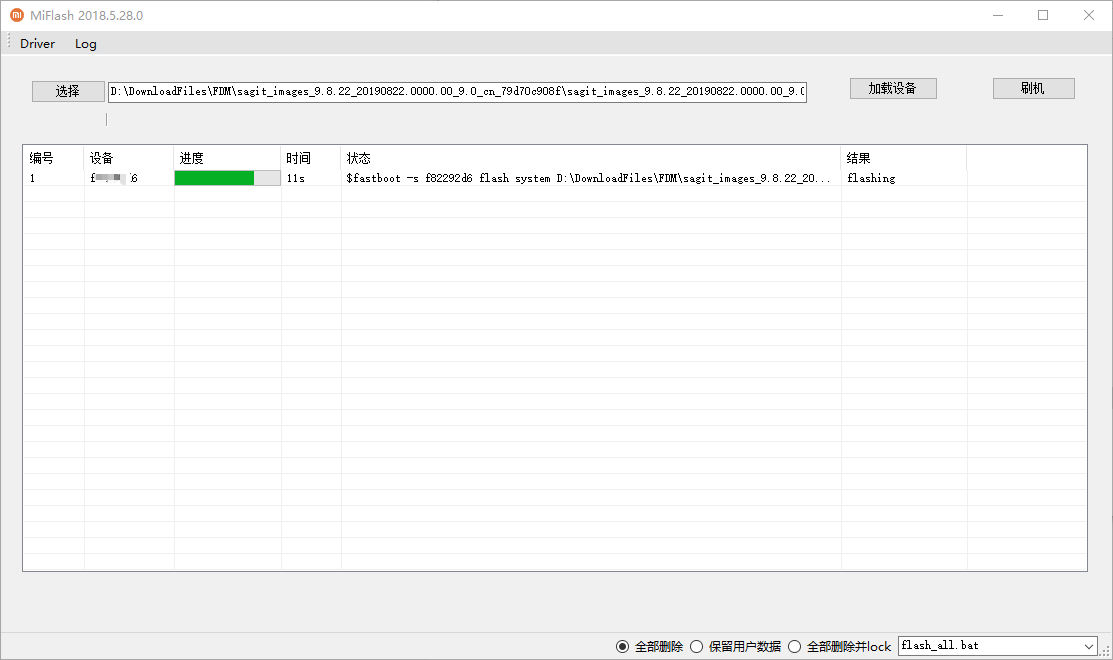 MiFlash 2018.5.28.0
Driver Log
选择 D:\DownloadFiles\FDM\sagit_images_9.8.22_20190822.0000.00_9.0_cn_79d70c908f\sagit_images_9.8.22_20190822.0000.00_9.0 加载设备 刷机
编号 设备 进度 时间 状态 结果
1 11s $fastboot -s f82292d6 flash system D:\DownloadFiles\FDM\sagit_images_9.8.22_20... flashing
全部删除 保留用户数据 全部删除并lock flash_all.bat